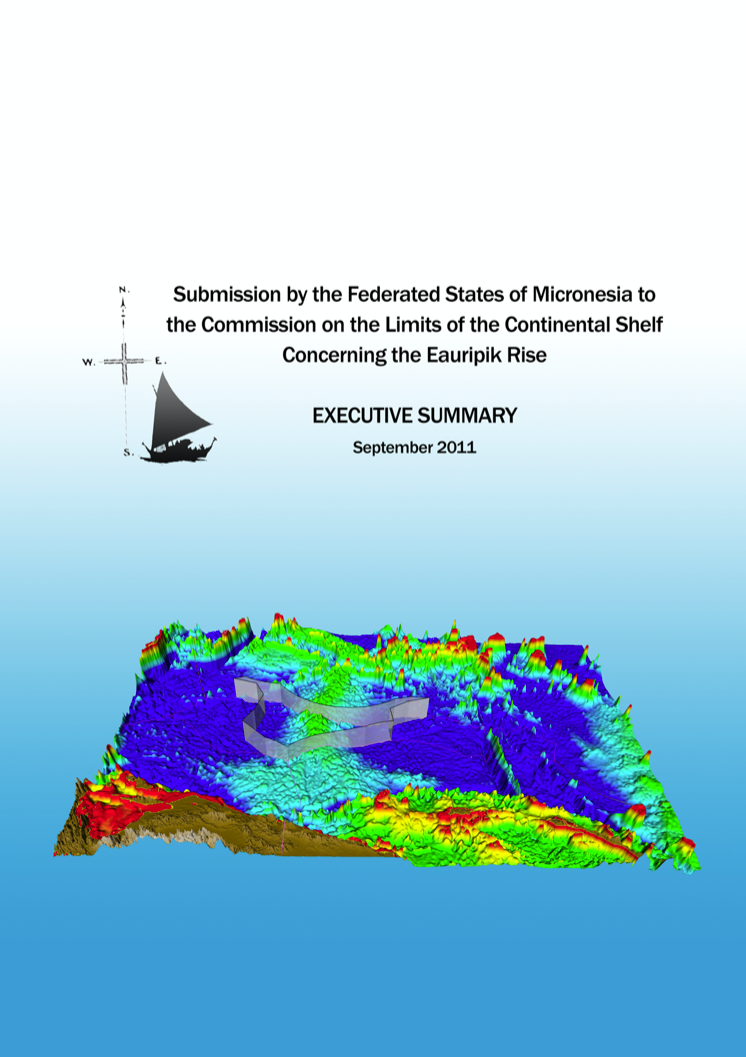 N.
Submission by the Federated States of Micronesia to
the Commission on the Limits of the Continental Shelf
Concerning the Eauripik Rise
W. E.
EXECUTIVE SUMMARY
September 2011
S.